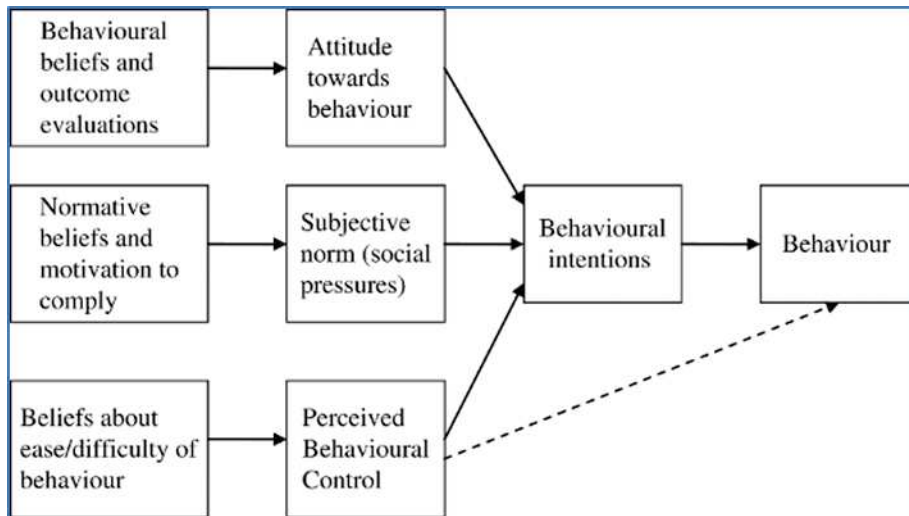 Behavioural
beliefs and
outcome
evaluations
Attitude
towards
behaviour
Normative
beliefs and
motivation to
comply
Subjective
norm (social
pressures)
Behavioural
intentions
Behaviour
Beliefs about
ease/difficulty of
behaviour
Perceived
Behavioural
Control